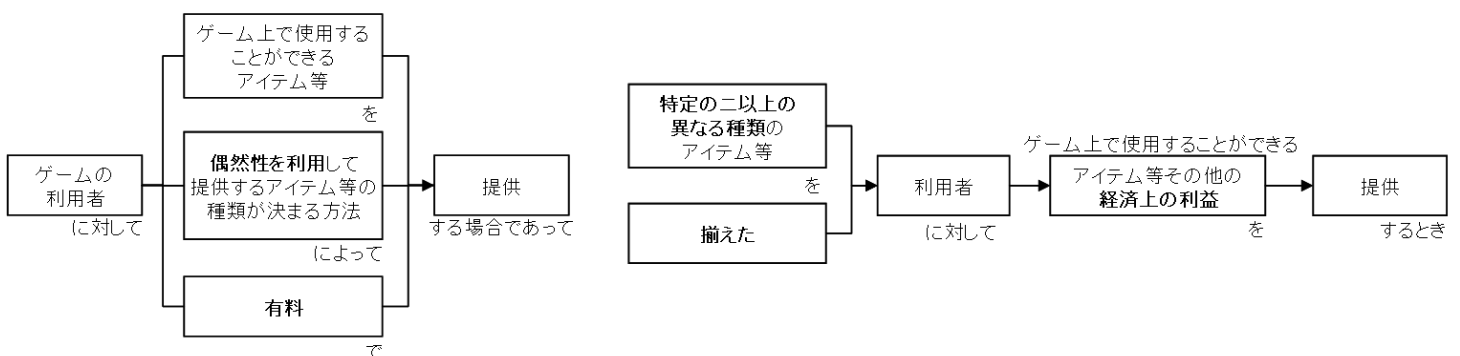 ゲームの
利用者
に対して
ゲーム上で使用する
ことができる
アイテム等
を
偶然性を利用して
提供するアイテム等の
種類が決まる方法
によって
有料
で
提供
する場合であって
特定の二以上の
異なる種類の
アイテム等
を
揃えた
利用者
に対して
ゲーム上で使用することができる
アイテム等その他の
経済上の利益
を
提供
するとき